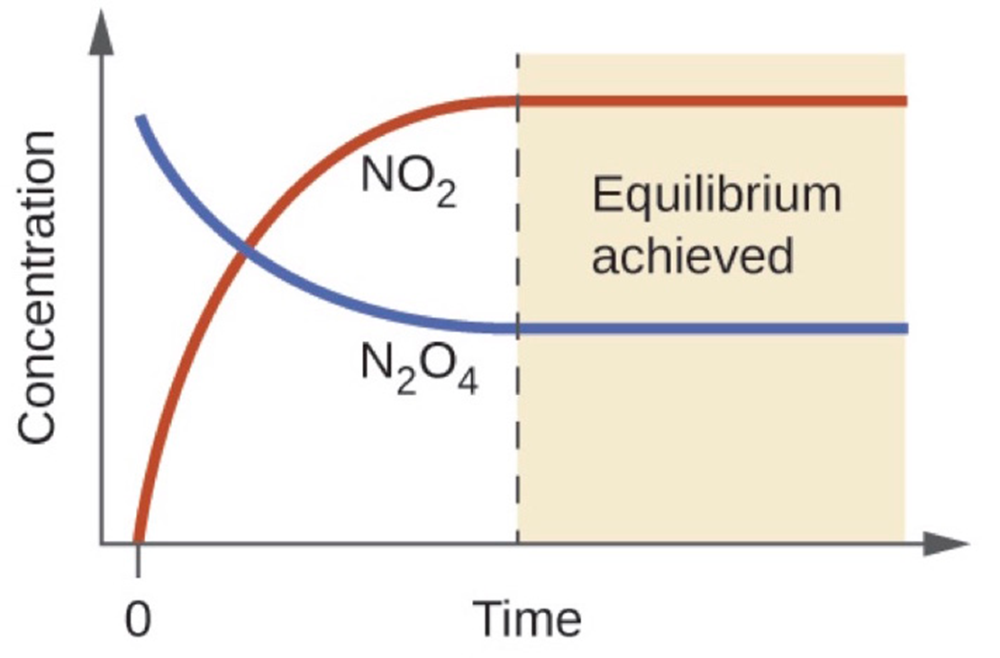 Concentration
NO₂
N₂O₄
Equilibrium
achieved
0
Time